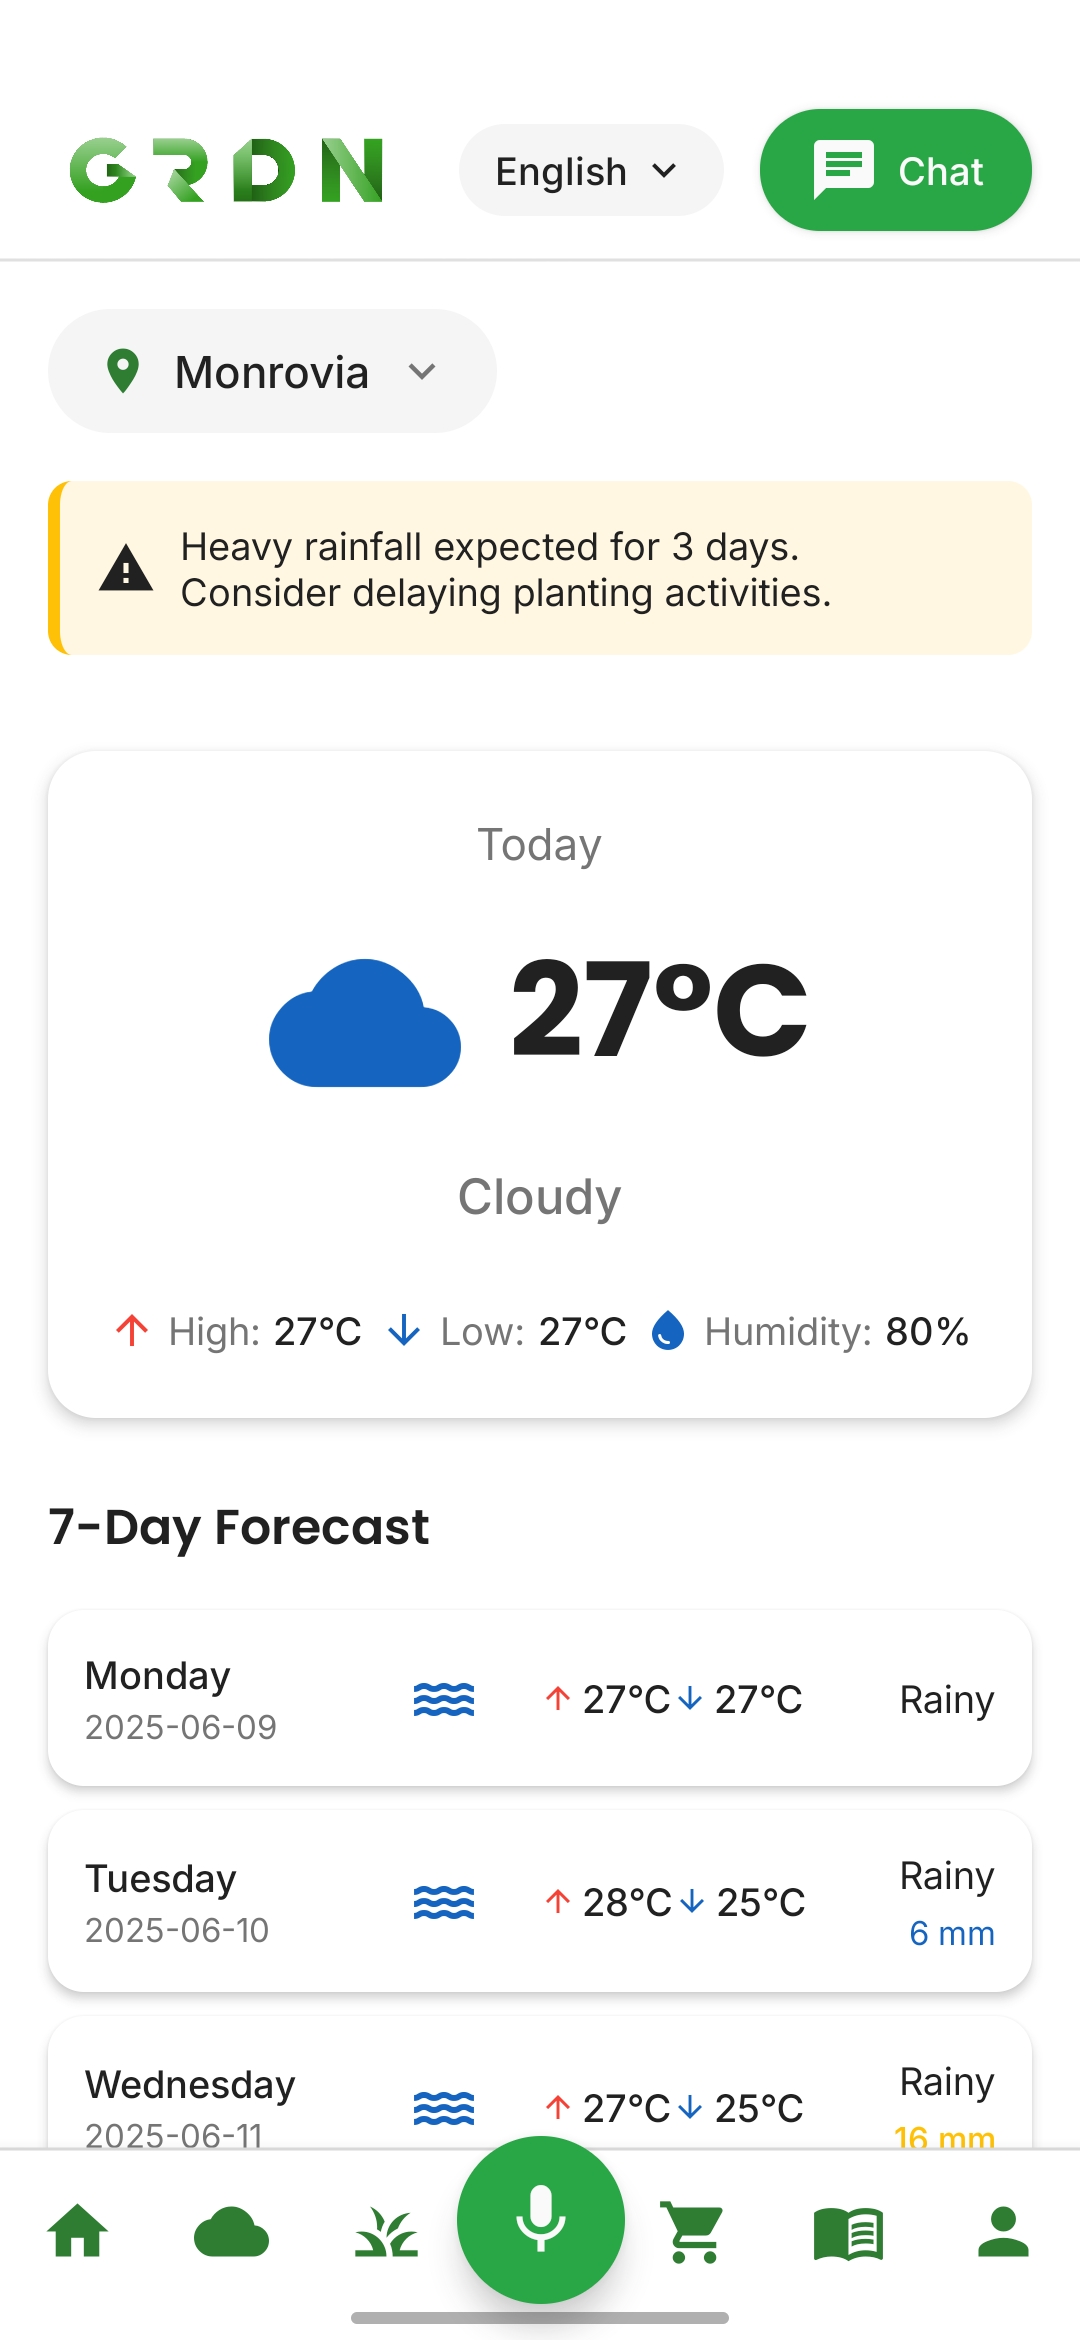 GRDN
English
Chat
Monrovia
Heavy rainfall expected for 3 days.
Consider delaying planting activities.
Today
27°C
Cloudy
High: 27°C Low: 27°C Humidity: 80%
7-Day Forecast
Monday
2025-06-09
27°C 27°C
Rainy
Tuesday
2025-06-10
28°C 25°C
Rainy
6 mm
Wednesday
2025-06-11
27°C 25°C
Rainy
16 mm